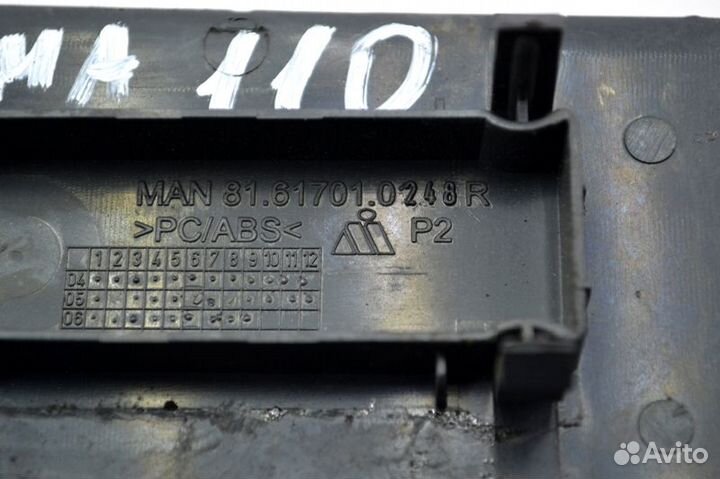 МА 110
MAN 81.61701.0248 R
>PC/ABS< P2
1 2 3 4 5 6 7 8 9 10 11 12
04
05
06
Avito